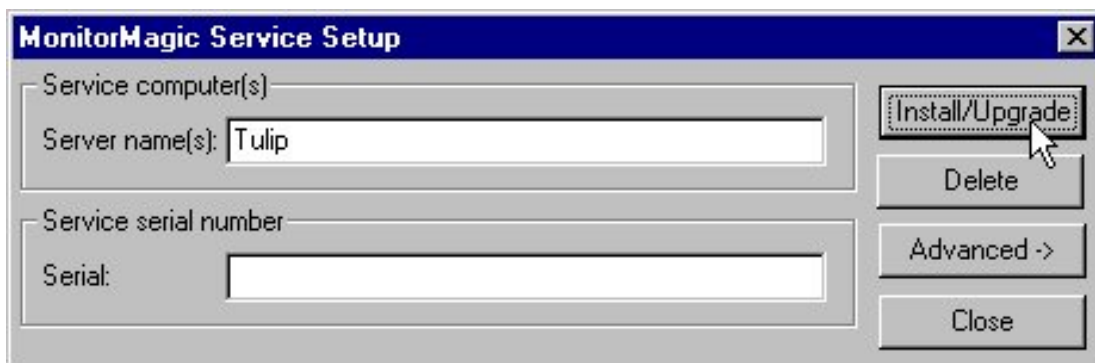 MonitorMagic Service Setup
Service computer(s)
Server name(s): Tulip
Install/Upgrade
Delete
Service serial number
Serial:
Advanced ->
Close